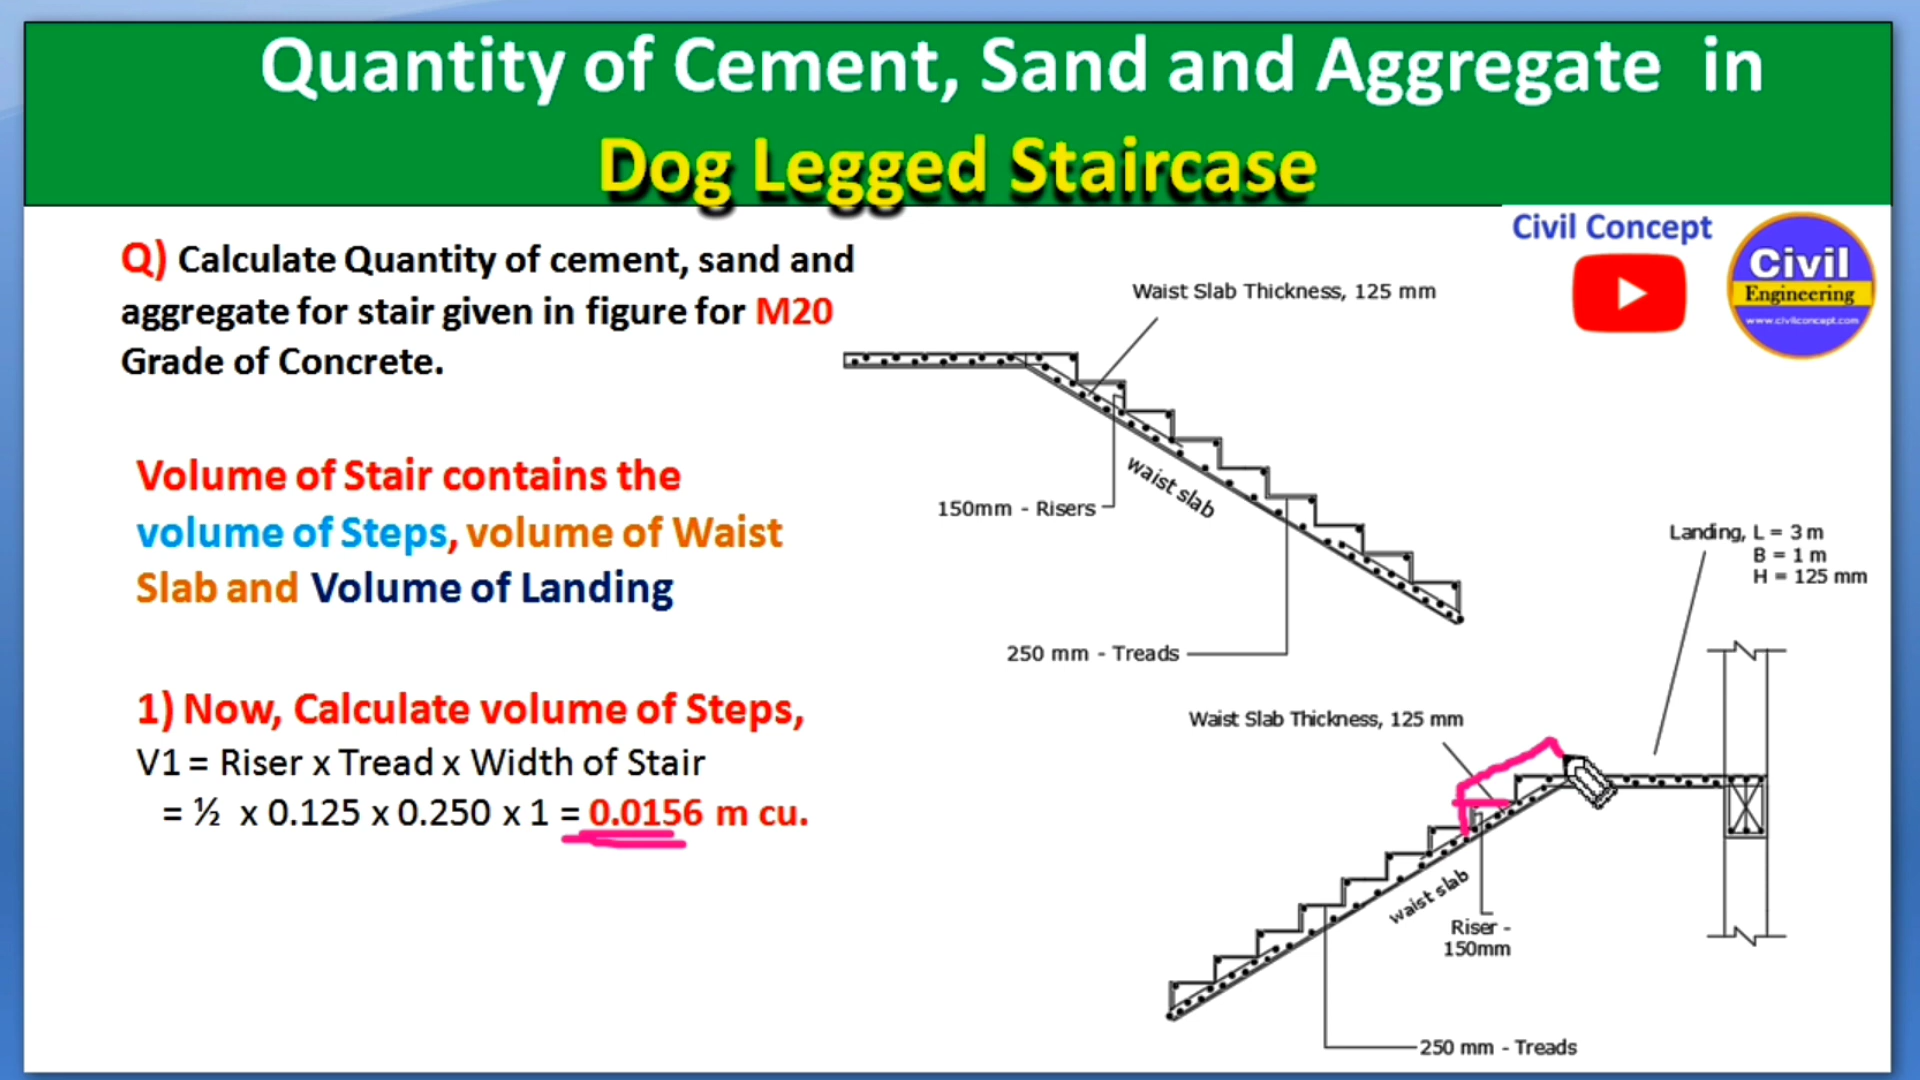 Quantity of Cement, Sand and Aggregate in
Dog Legged Staircase
Civil Concept
Civil
Engineering
www.civilconcept.com
Q) Calculate Quantity of cement, sand and
aggregate for stair given in figure for M20
Grade of Concrete.
Volume of Stair contains the
volume of Steps, volume of Waist
Slab and Volume of Landing
1) Now, Calculate volume of Steps,
V1 = Riser x Tread x Width of Stair
= ½ x 0.125 x 0.250 x 1 = 0.0156 m cu.
Waist Slab Thickness, 125 mm
waist slab
150mm - Risers
250 mm - Treads
Landing, L = 3 m
B = 1 m
H = 125 mm
Waist Slab Thickness, 125 mm
waist slab
Riser -
150mm
250 mm - Treads